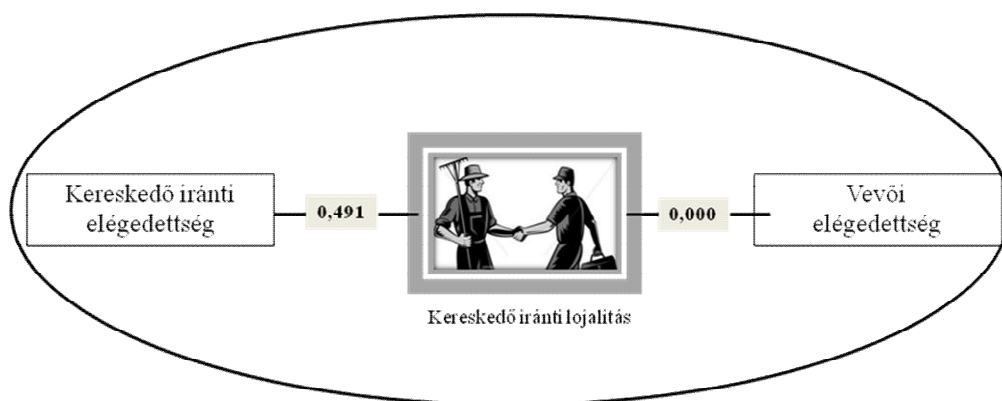 Kereskedő iránti
elégedettség
0,491
0,000
Vevői
elégedettség
Kereskedő iránti lojalitás